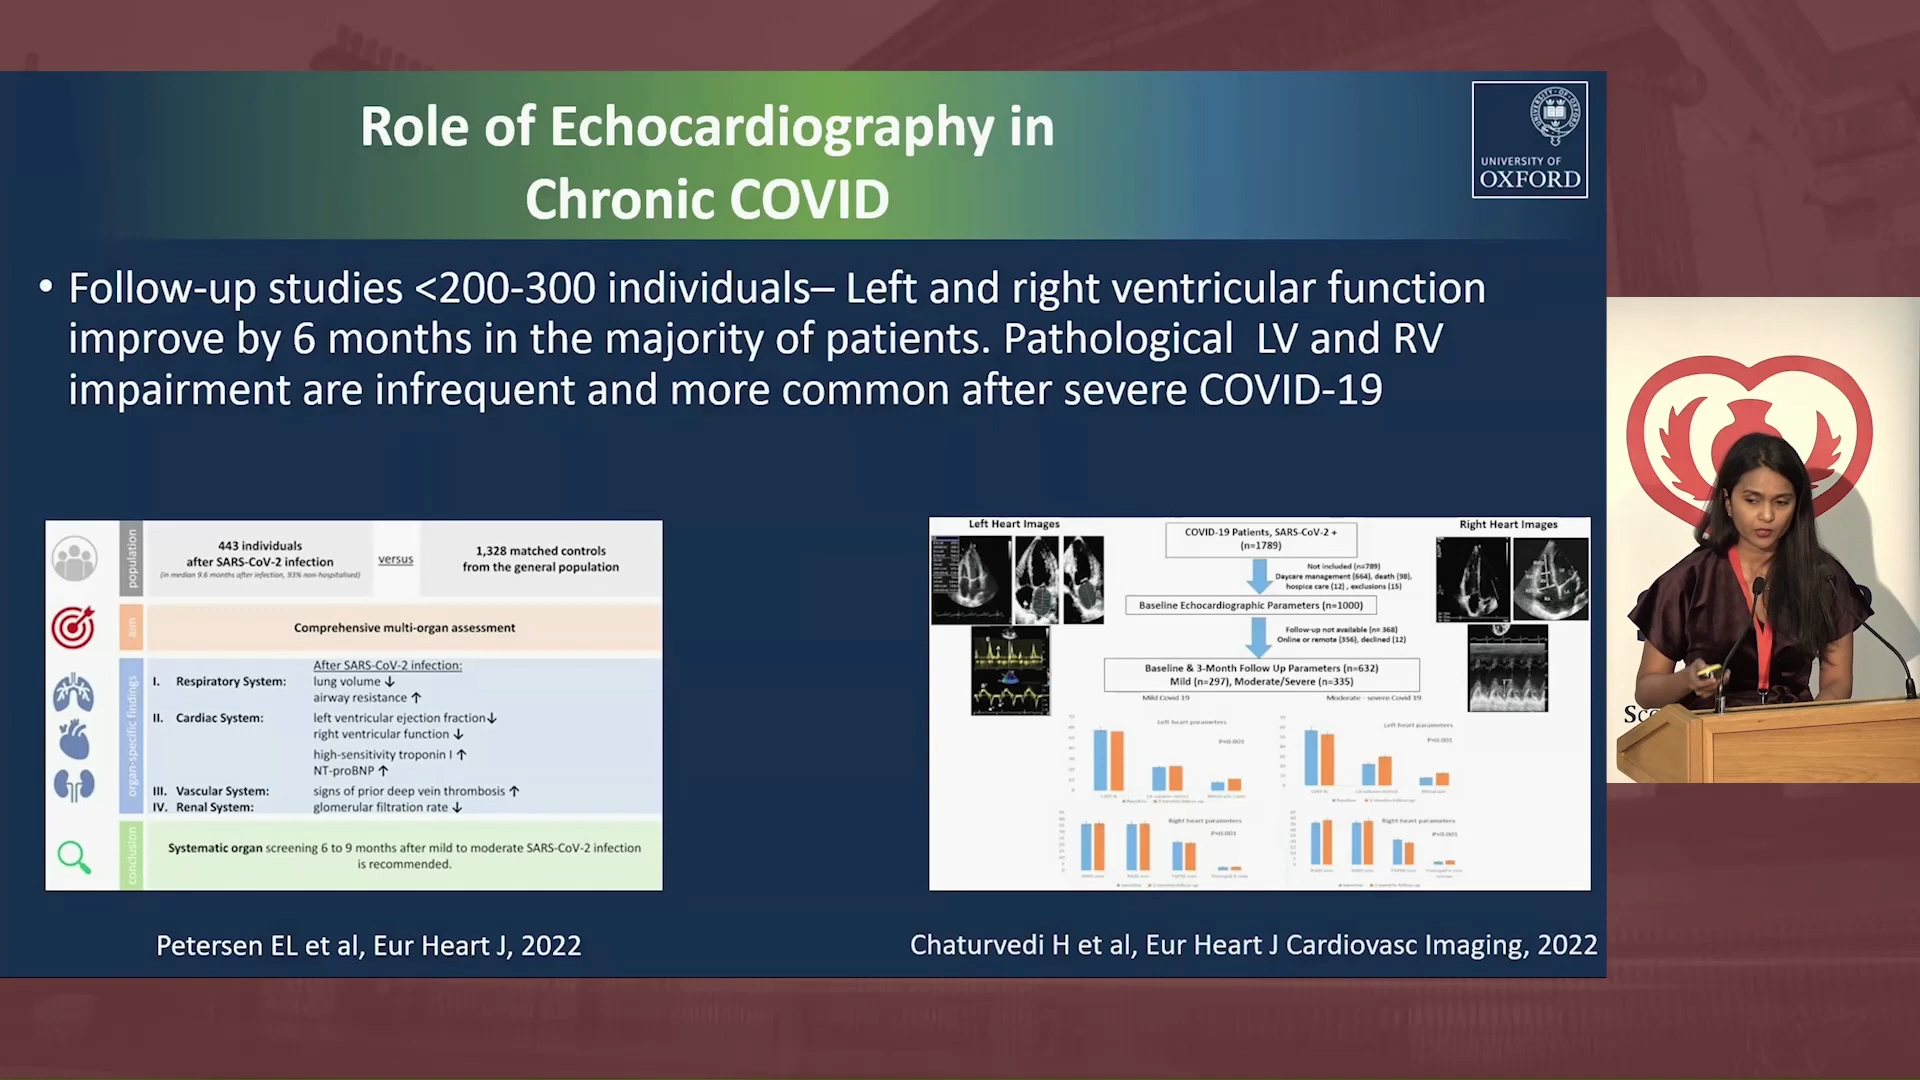 Role of Echocardiography in
Chronic COVID
UNIVERSITY OF
OXFORD
• Follow-up studies <200-300 individuals– Left and right ventricular function
improve by 6 months in the majority of patients. Pathological LV and RV
impairment are infrequent and more common after severe COVID-19
population
443 individuals
after SARS-CoV-2 infection
(in median 9.6 months after infection, 93% non-hospitalised)
versus
1,328 matched controls
from the general population
aim
Comprehensive multi-organ assessment
organ-specific findings
After SARS-CoV-2 infection:
I. Respiratory System: lung volume ↓
airway resistance ↑
II. Cardiac System: left ventricular ejection fraction↓
right ventricular function ↓
high-sensitivity troponin I ↑
NT-proBNP ↑
III. Vascular System: signs of prior deep vein thrombosis ↑
IV. Renal System: glomerular filtration rate ↓
conclusion
Systematic organ screening 6 to 9 months after mild to moderate SARS-CoV-2 infection
is recommended.
Petersen EL et al, Eur Heart J, 2022
Left Heart Images
Right Heart Images
COVID-19 Patients, SARS-CoV-2 +
(n=1789)
Not included (n=789)
Daycare management (664), death (98),
hospice care (12) , exclusions (15)
Baseline Echocardiographic Parameters (n=1000)
Follow-up not available (n= 368)
Online or remote (356), declined (12)
Baseline & 3-Month Follow Up Parameters (n=632)
Mild (n=297), Moderate/Severe (n=335)
Mild Covid 19
Moderate - severe Covid 19
Left heart parameters
P<0.001
Left heart parameters
P<0.001
Right heart parameters
P<0.001
Right heart parameters
P<0.001
Chaturvedi H et al, Eur Heart J Cardiovasc Imaging, 2022